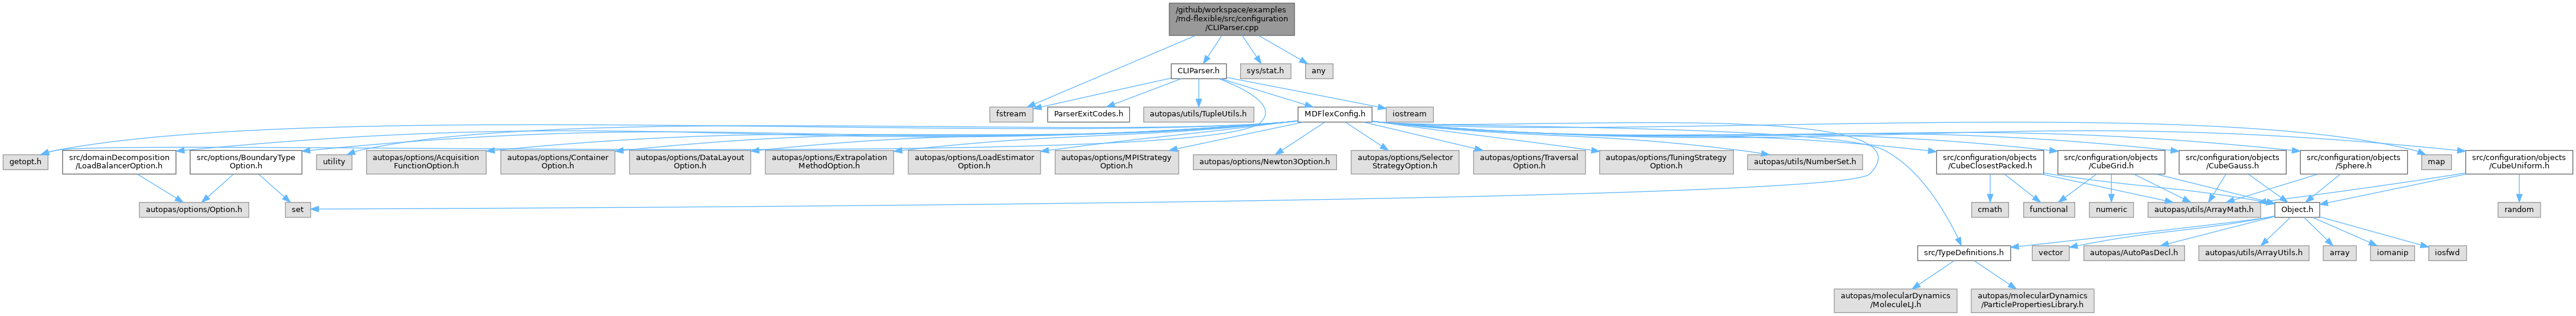 /github/workspace/examples
/md-flexible/src/configuration
/CLIParser.cpp
CLIParser.h
sys/stat.h
any
fstream
ParserExitCodes.h
autopas/utils/TupleUtils.h
MDFlexConfig.h
iostream
getopt.h
src/domainDecomposition
/LoadBalancerOption.h
src/options/BoundaryType
Option.h
utility
autopas/options/Acquisition
FunctionOption.h
autopas/options/Container
Option.h
autopas/options/DataLayout
Option.h
autopas/options/Extrapolation
MethodOption.h
autopas/options/LoadEstimator
Option.h
autopas/options/MPIStrategy
Option.h
autopas/options/Newton3Option.h
autopas/options/Selector
StrategyOption.h
autopas/options/Traversal
Option.h
autopas/options/TuningStrategy
Option.h
autopas/utils/NumberSet.h
src/configuration/objects
/CubeClosestPacked.h
src/configuration/objects
/CubeGrid.h
src/configuration/objects
/CubeGauss.h
src/configuration/objects
/Sphere.h
map
src/configuration/objects
/CubeUniform.h
autopas/options/Option.h
set
cmath
functional
numeric
autopas/utils/ArrayMath.h
Object.h
random
src/TypeDefinitions.h
vector
autopas/AutoPasDecl.h
autopas/utils/ArrayUtils.h
array
iomanip
iosfwd
autopas/molecularDynamics
/MoleculeLJ.h
autopas/molecularDynamics
/ParticlePropertiesLibrary.h